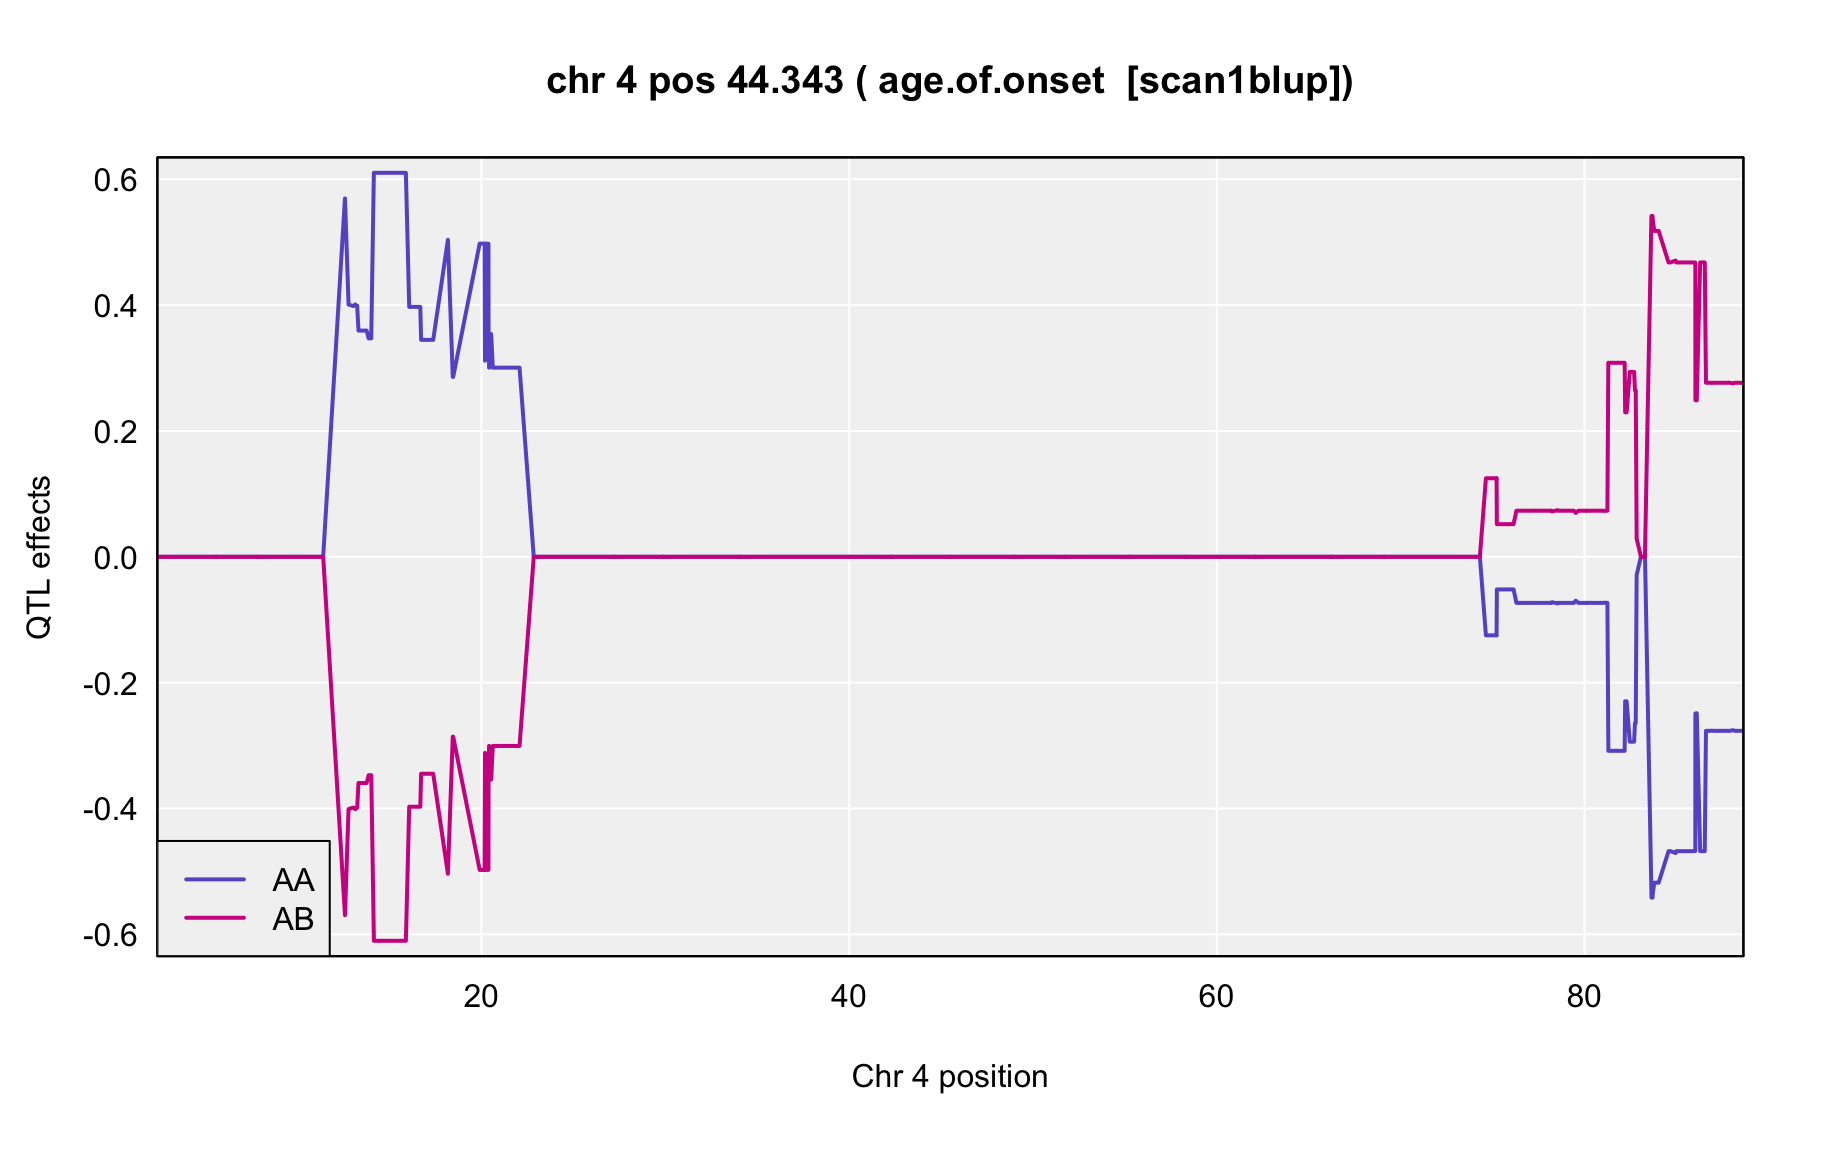 chr 4 pos 44.343 ( age.of.onset  [scan1blup])
0.6
0.4
0.2
0.0
-0.2
-0.4
-0.6
QTL effects
AA
AB
20 40 60 80
Chr 4 position